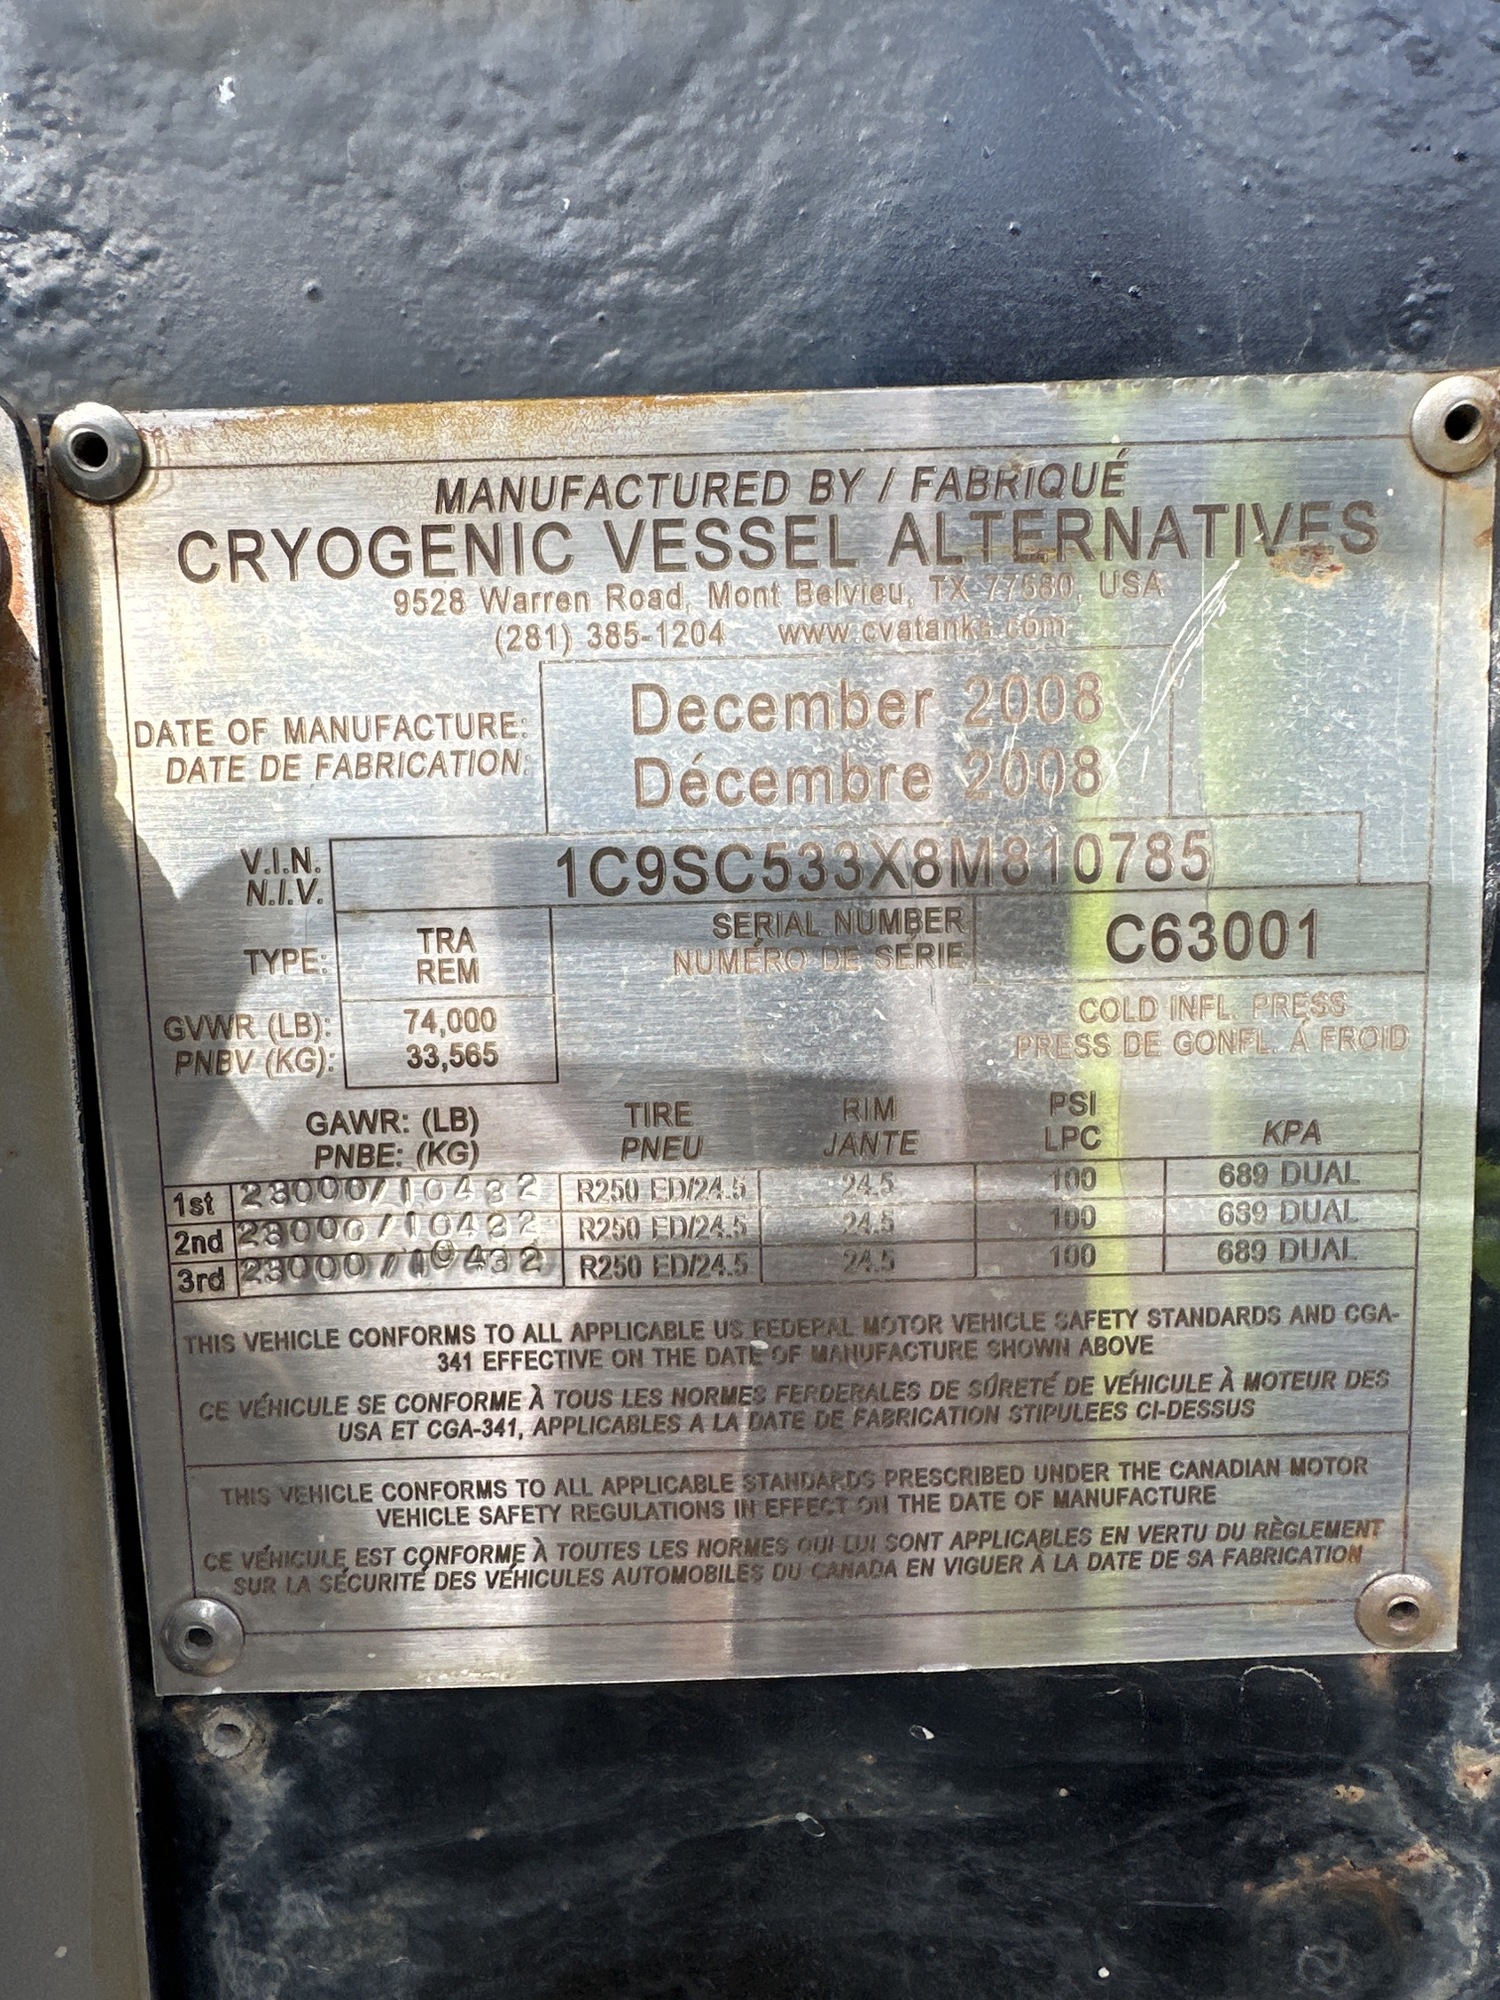 MANUFACTURED BY / FABRIQUÉ
CRYOGENIC VESSEL ALTERNATIVES
9528 Warren Road, Mont Belvieu, TX 77580, USA
(281) 385-1204 www.cvatanks.com
DATE OF MANUFACTURE: December 2008
DATE DE FABRICATION: Décembre 2008
V.I.N. 1C9SC533X8M810785
N.I.V.
SERIAL NUMBER C63001
NUMÉRO DE SÉRIE
TYPE: TRA
REM
GVWR (LB): 74,000
PNBV (KG): 33,565
COLD INFL. PRESS
PRESS DE GONFL. Á FROID
GAWR: (LB) TIRE RIM PSI
PNBE: (KG) PNEU JANTE LPC KPA
1st 23000/10432 R250 ED/24.5 24.5 100 689 DUAL
2nd 23000/10432 R250 ED/24.5 24.5 100 689 DUAL
3rd 23000/10432 R250 ED/24.5 24.5 100 689 DUAL
THIS VEHICLE CONFORMS TO ALL APPLICABLE US FEDERAL MOTOR VEHICLE SAFETY STANDARDS AND CGA-
341 EFFECTIVE ON THE DATE OF MANUFACTURE SHOWN ABOVE
CE VÉHICULE SE CONFORME À TOUS LES NORMES FERDERALES DE SÛRETÉ DE VÉHICULE À MOTEUR DES
USA ET CGA-341, APPLICABLES A LA DATE DE FABRICATION STIPULEES CI-DESSUS
THIS VEHICLE CONFORMS TO ALL APPLICABLE STANDARDS PRESCRIBED UNDER THE CANADIAN MOTOR
VEHICLE SAFETY REGULATIONS IN EFFECT ON THE DATE OF MANUFACTURE
CE VÉHICULE EST CONFORME À TOUTES LES NORMES QUI LUI SONT APPLICABLES EN VERTU DU RÈGLEMENT
SUR LA SÉCURITÉ DES VÉHICULES AUTOMOBILES DU CANADA EN VIGUER À LA DATE DE SA FABRICATION